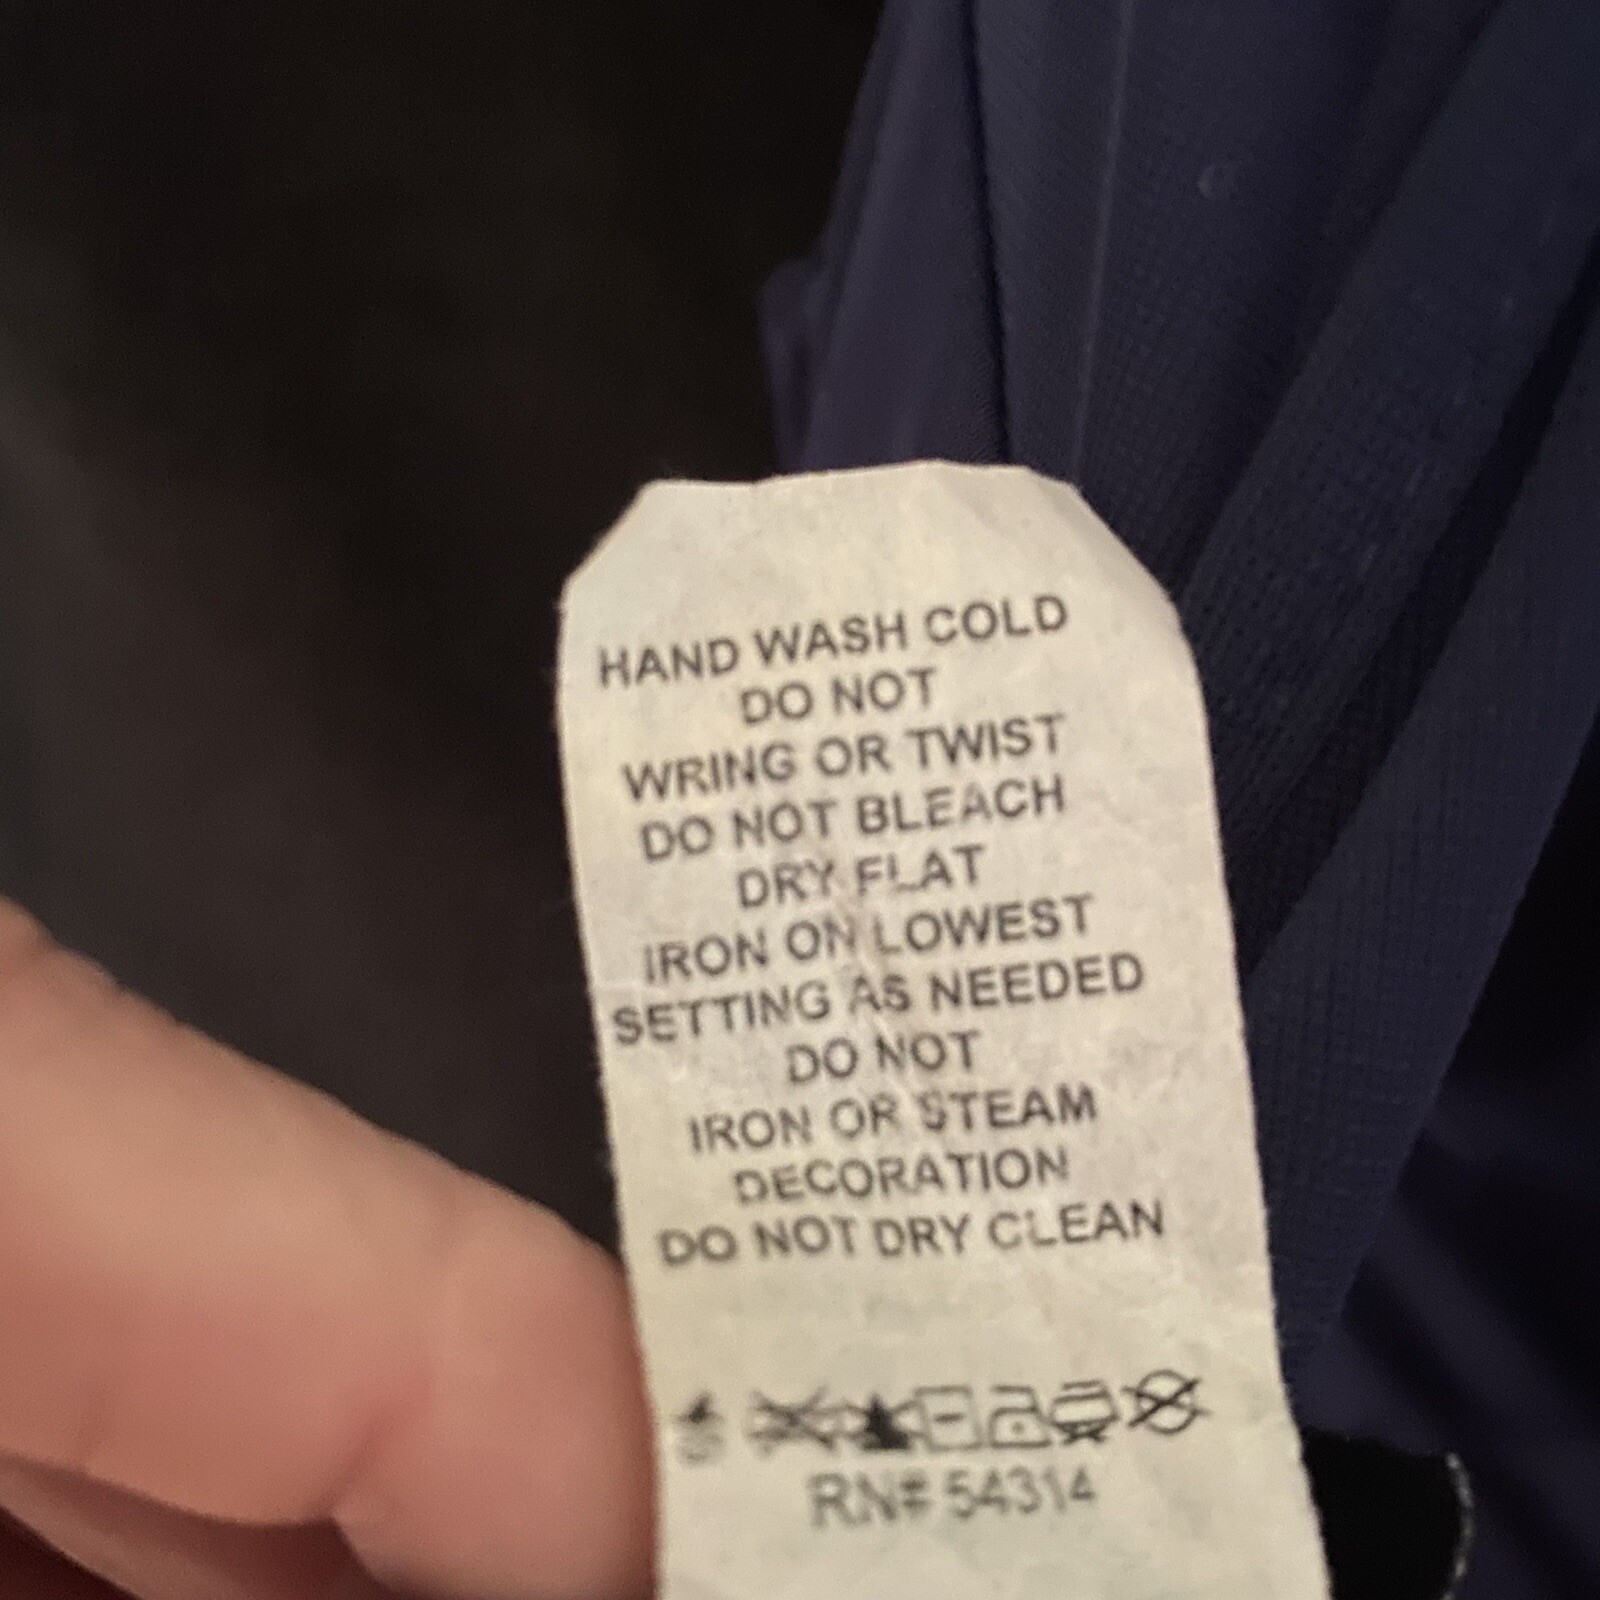 HAND WASH COLD
DO NOT
WRING OR TWIST
DO NOT BLEACH
DRY FLAT
IRON ON LOWEST
SETTING AS NEEDED
DO NOT
IRON OR STEAM
DECORATION
DO NOT DRY CLEAN
RN# 54314